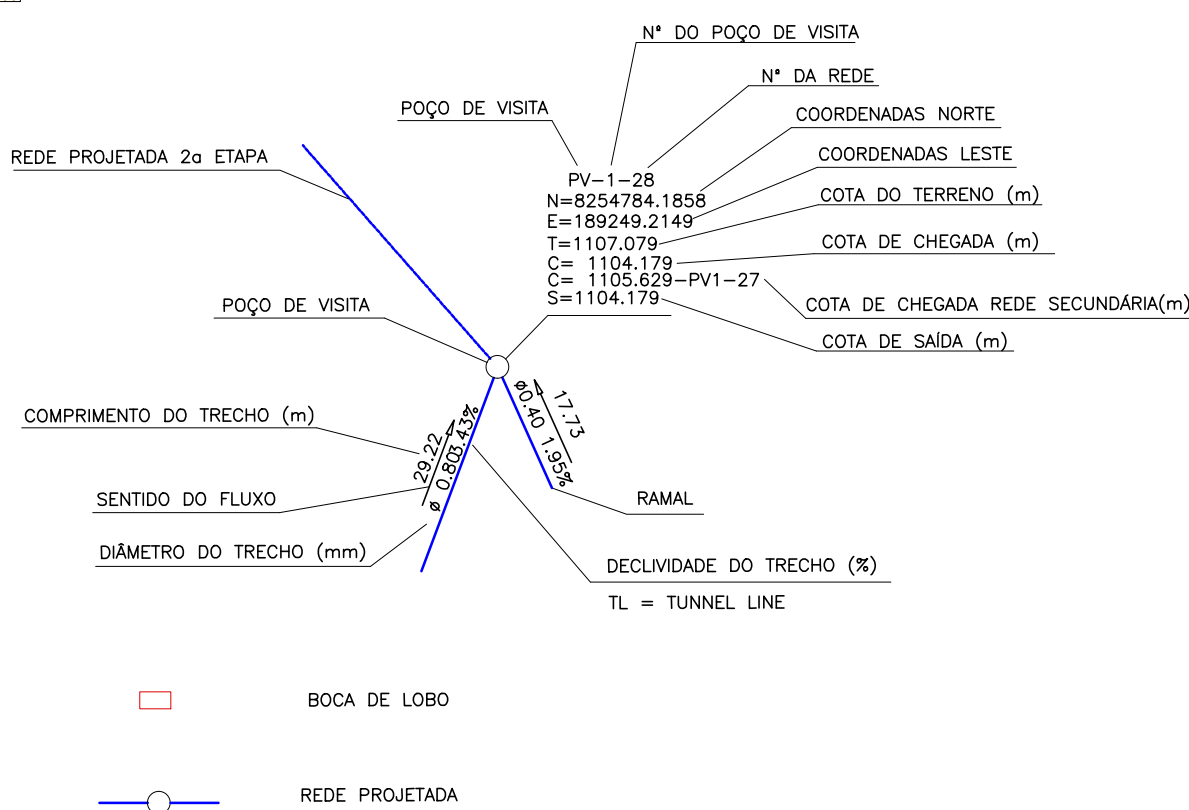 Nº DO POÇO DE VISITA
Nº DA REDE
POÇO DE VISITA
COORDENADAS NORTE
REDE PROJETADA 2a ETAPA
COORDENADAS LESTE
PV-1-28
N=8254784.1858
COTA DO TERRENO (m)
E=189249.2149
T=1107.079
COTA DE CHEGADA (m)
C= 1104.179
C= 1105.629-PV1-27
S=1104.179
POÇO DE VISITA
COTA DE CHEGADA REDE SECUNDÁRIA(m)
COTA DE SAÍDA (m)
COMPRIMENTO DO TRECHO (m)
29.22
ø 0.803.43%
17.73
ø0.40 1.95%
SENTIDO DO FLUXO
RAMAL
DIÂMETRO DO TRECHO (mm)
DECLIVIDADE DO TRECHO (%)
TL = TUNNEL LINE
BOCA DE LOBO
REDE PROJETADA